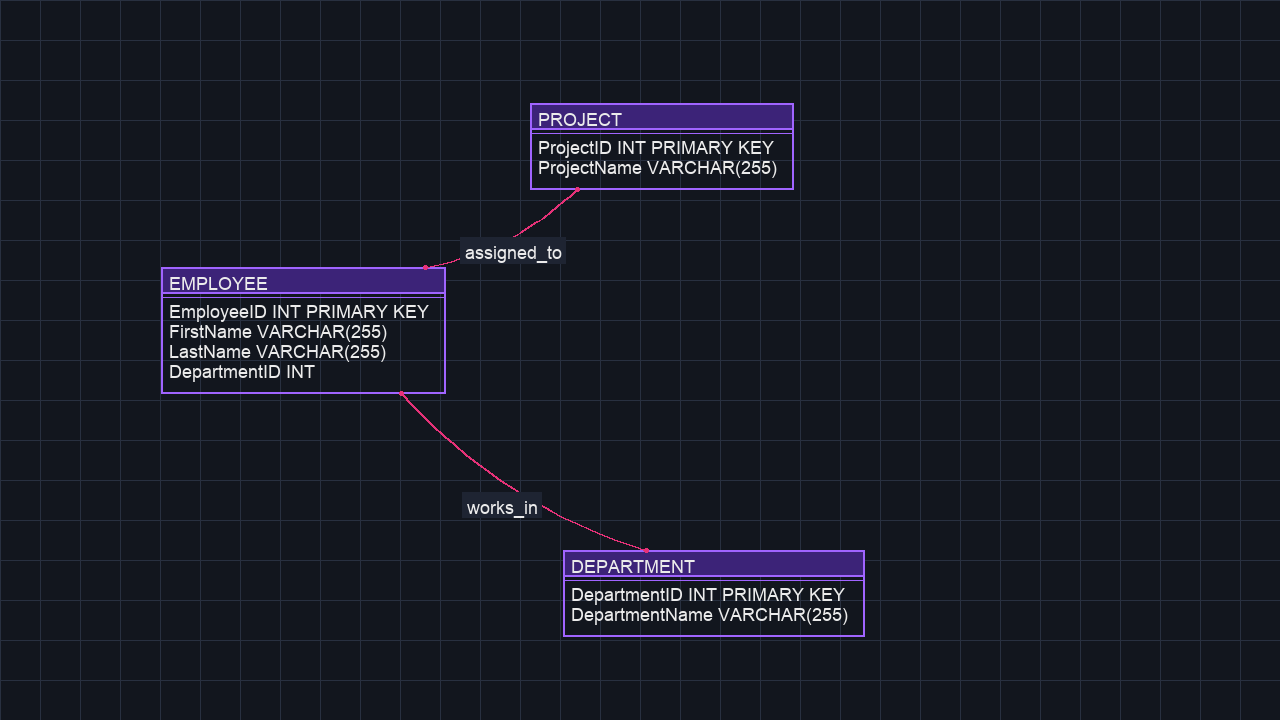 PROJECT
ProjectID INT PRIMARY KEY
ProjectName VARCHAR(255)
assigned_to
EMPLOYEE
EmployeeID INT PRIMARY KEY
FirstName VARCHAR(255)
LastName VARCHAR(255)
DepartmentID INT
works_in
DEPARTMENT
DepartmentID INT PRIMARY KEY
DepartmentName VARCHAR(255)